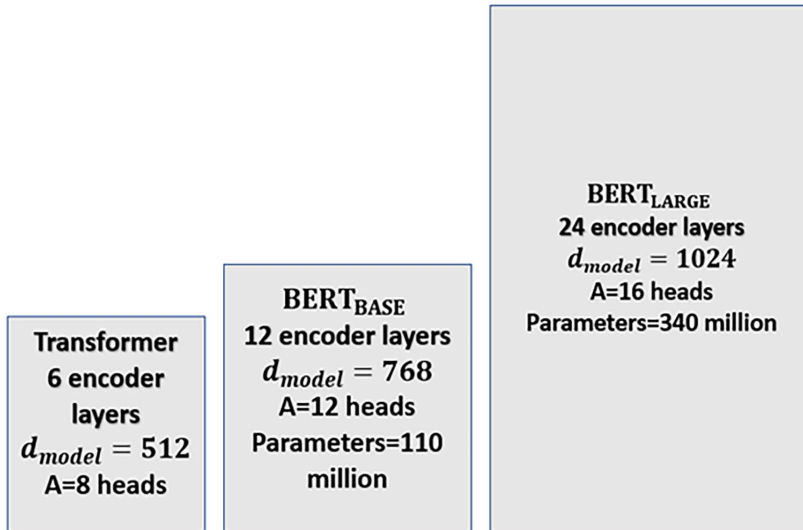 Transformer
6 encoder
layers
d_model = 512
A=8 heads
BERT_BASE
12 encoder layers
d_model = 768
A=12 heads
Parameters=110
million
BERT_LARGE
24 encoder layers
d_model = 1024
A=16 heads
Parameters=340 million